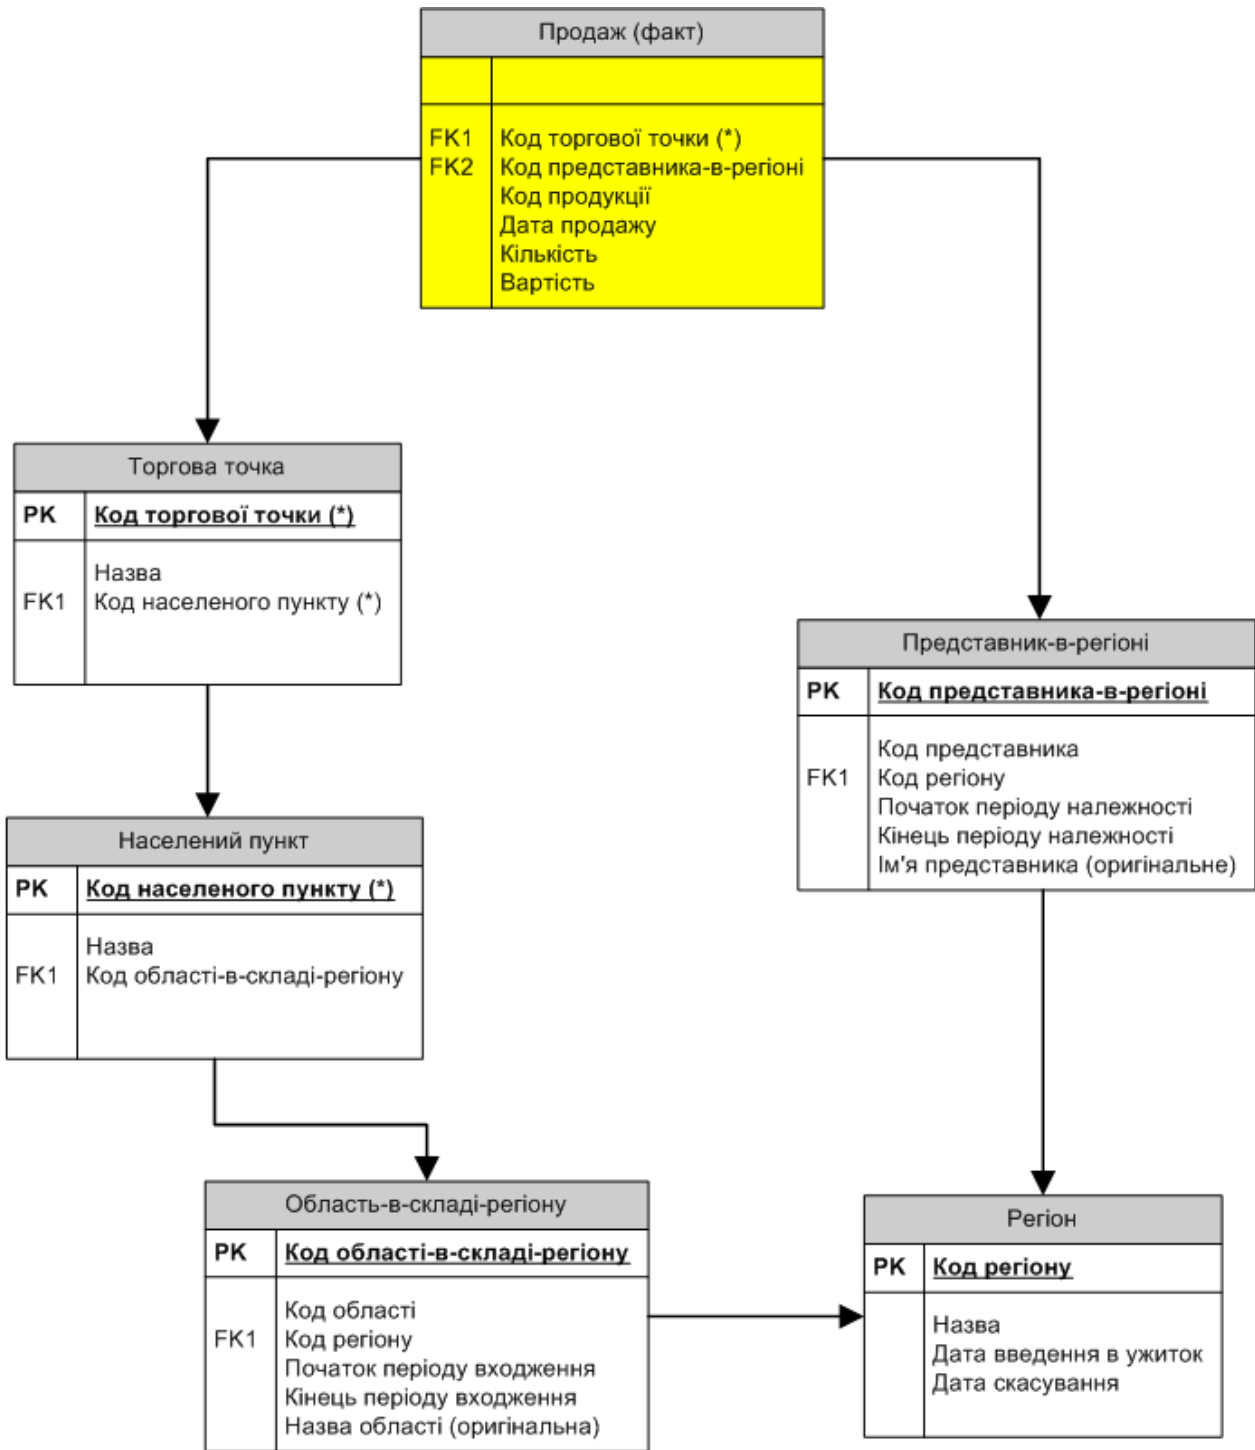 Продаж (факт)
FK1 Код торгової точки (*)
FK2 Код представника-в-регіоні
Код продукції
Дата продажу
Кількість
Вартість
Торгова точка
PK Код торгової точки (*)
Назва
FK1 Код населеного пункту (*)
Представник-в-регіоні
PK Код представника-в-регіоні
Код представника
FK1 Код регіону
Початок періоду належності
Кінець періоду належності
Ім'я представника (оригінальне)
Населений пункт
PK Код населеного пункту (*)
Назва
FK1 Код області-в-складі-регіону
Область-в-складі-регіону
PK Код області-в-складі-регіону
Код області
FK1 Код регіону
Початок періоду входження
Кінець періоду входження
Назва області (оригінальна)
Регіон
PK Код регіону
Назва
Дата введення в ужиток
Дата скасування